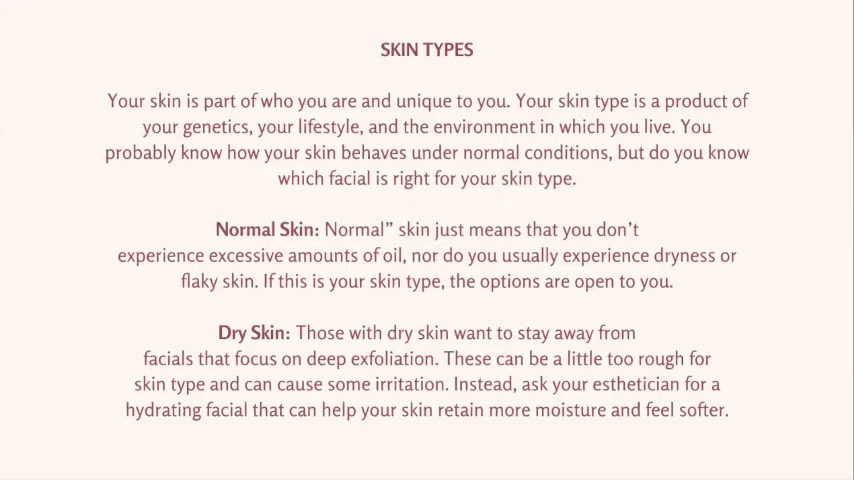 SKIN TYPES
Your skin is part of who you are and unique to you. Your skin type is a product of
your genetics, your lifestyle, and the environment in which you live. You
probably know how your skin behaves under normal conditions, but do you know
which facial is right for your skin type.
Normal Skin: Normal” skin just means that you don’t
experience excessive amounts of oil, nor do you usually experience dryness or
flaky skin. If this is your skin type, the options are open to you.
Dry Skin: Those with dry skin want to stay away from
facials that focus on deep exfoliation. These can be a little too rough for
skin type and can cause some irritation. Instead, ask your esthetician for a
hydrating facial that can help your skin retain more moisture and feel softer.